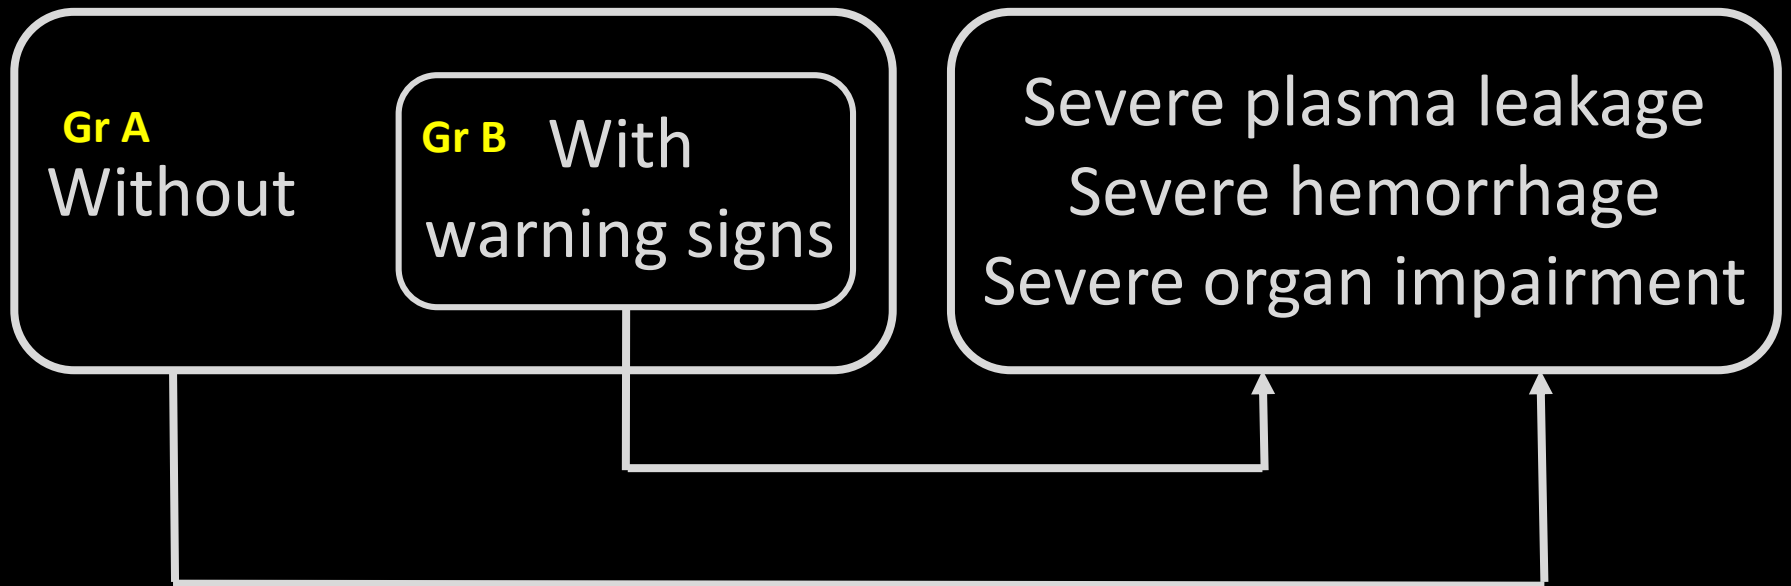 Gr A
Without
Gr B With
warning signs
Severe plasma leakage
Severe hemorrhage
Severe organ impairment